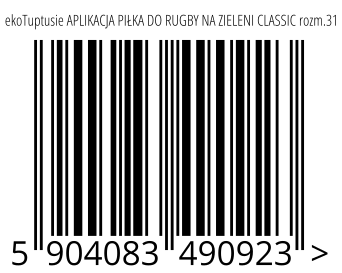 ekoTuptusie APLIKACJA PIŁKA DO RUGBY NA ZIELENI CLASSIC rozm.31
5 904083 490923 >